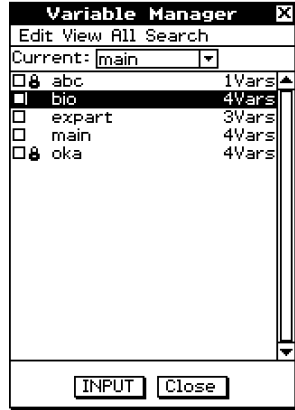 Variable Manager
Edit View All Search
Current: main
abc 1Vars
bio 4Vars
expart 3Vars
main 4Vars
oka 4Vars
INPUT Close